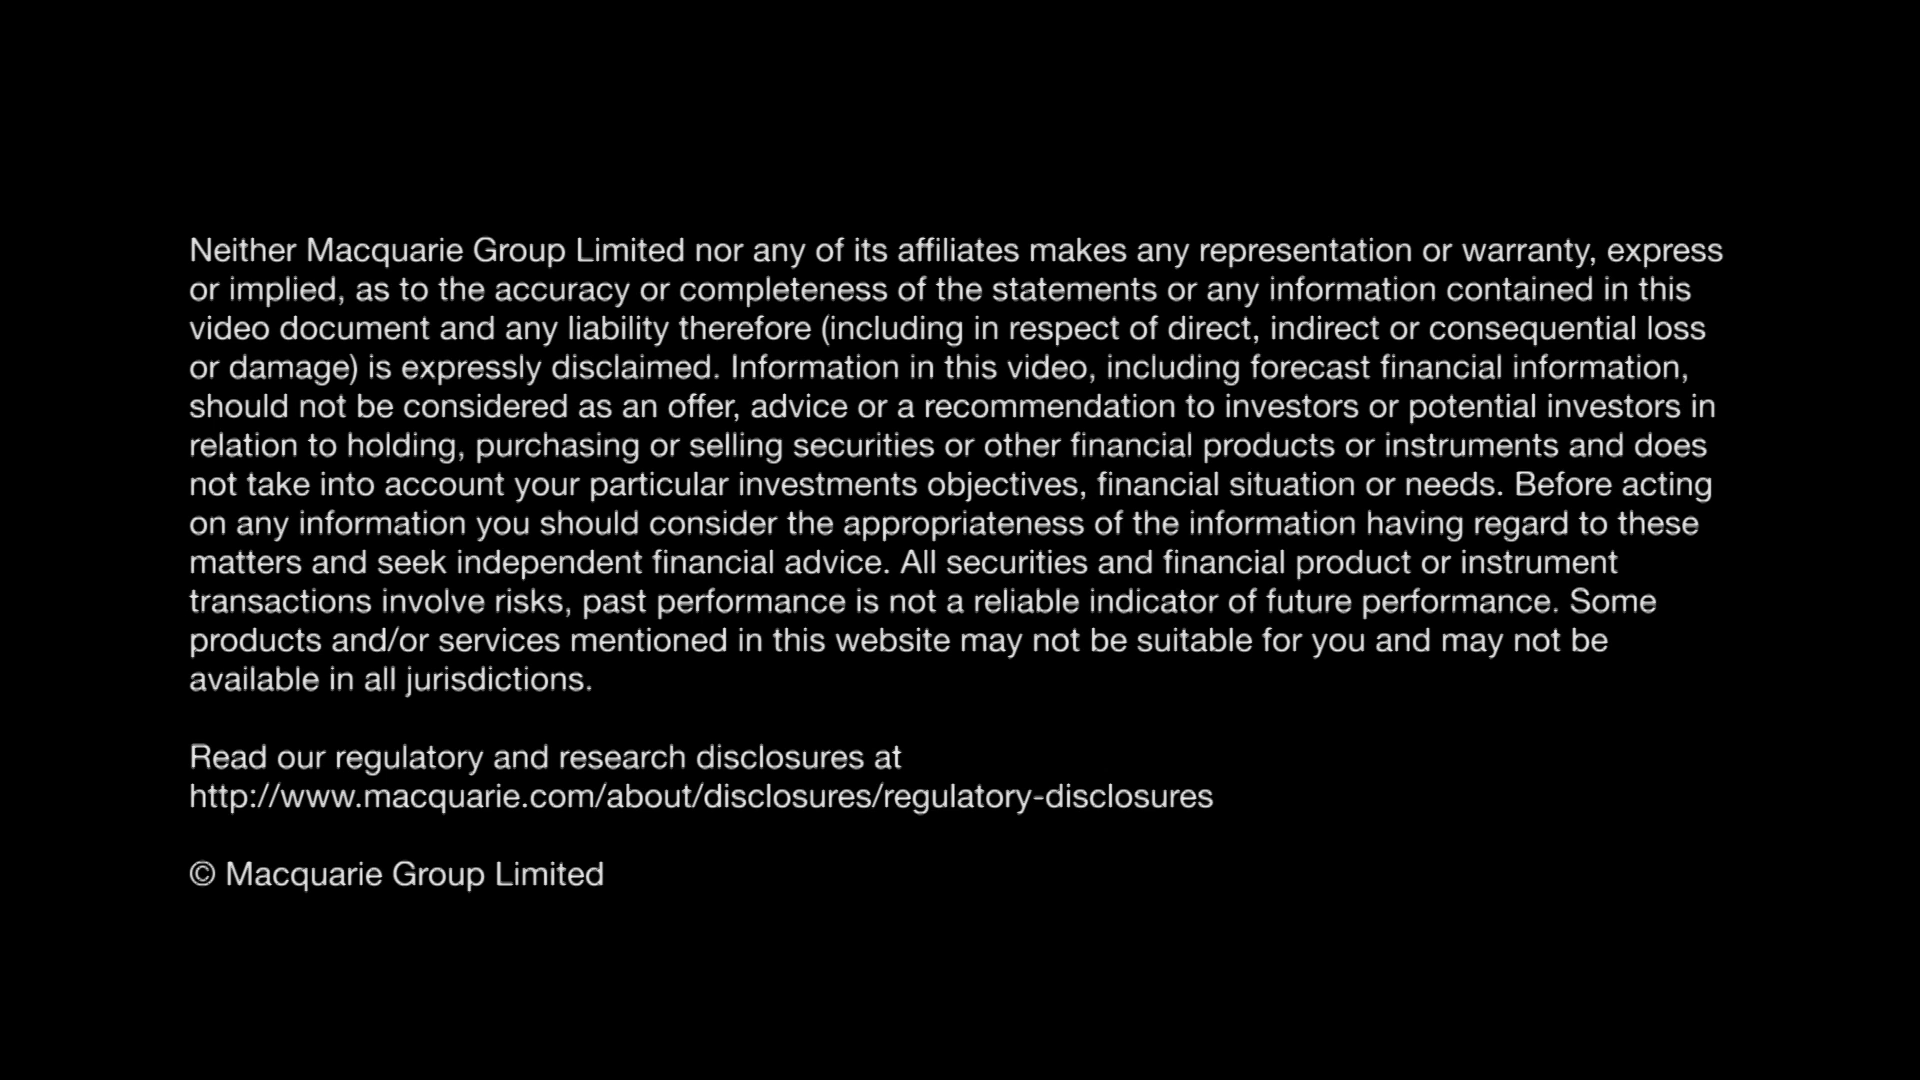 Neither Macquarie Group Limited nor any of its affiliates makes any representation or warranty, express
or implied, as to the accuracy or completeness of the statements or any information contained in this
video document and any liability therefore (including in respect of direct, indirect or consequential loss
or damage) is expressly disclaimed. Information in this video, including forecast financial information,
should not be considered as an offer, advice or a recommendation to investors or potential investors in
relation to holding, purchasing or selling securities or other financial products or instruments and does
not take into account your particular investments objectives, financial situation or needs. Before acting
on any information you should consider the appropriateness of the information having regard to these
matters and seek independent financial advice. All securities and financial product or instrument
transactions involve risks, past performance is not a reliable indicator of future performance. Some
products and/or services mentioned in this website may not be suitable for you and may not be
available in all jurisdictions.
Read our regulatory and research disclosures at
http://www.macquarie.com/about/disclosures/regulatory-disclosures
© Macquarie Group Limited